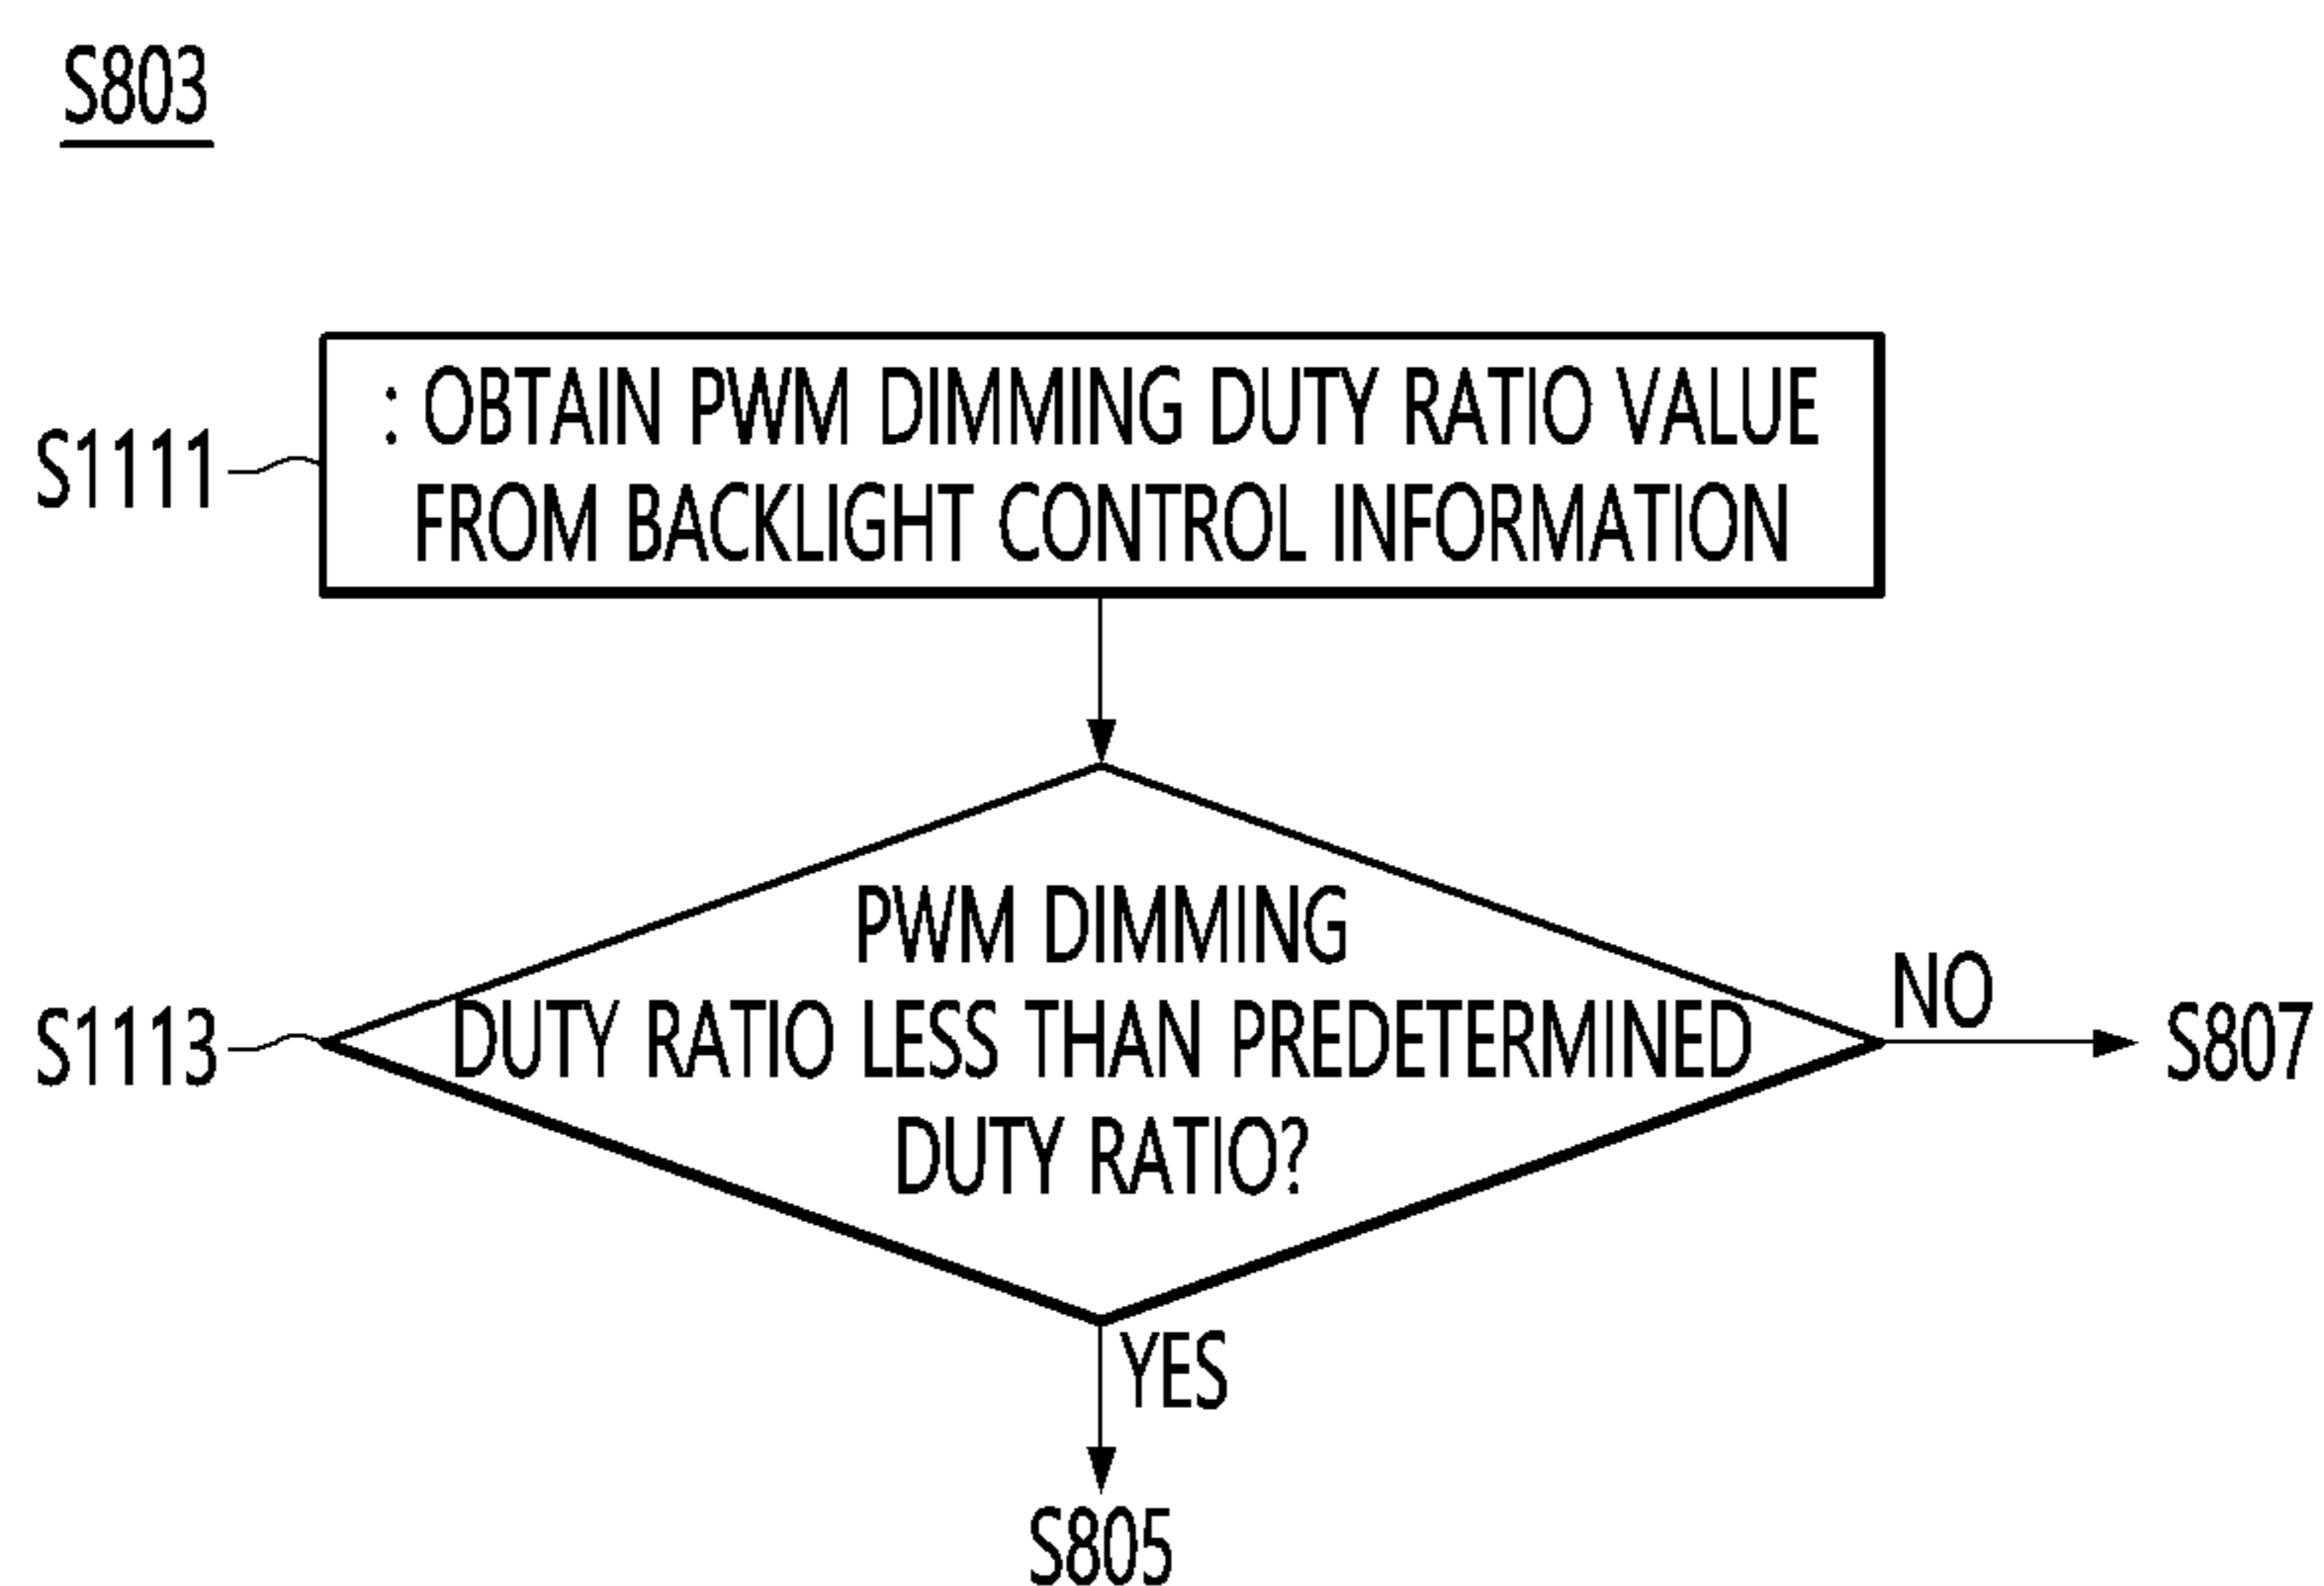 S803
S1111
: OBTAIN PWM DIMMING DUTY RATIO VALUE
FROM BACKLIGHT CONTROL INFORMATION
S1113
PWM DIMMING
DUTY RATIO LESS THAN PREDETERMINED
DUTY RATIO?
NO
S807
YES
S805